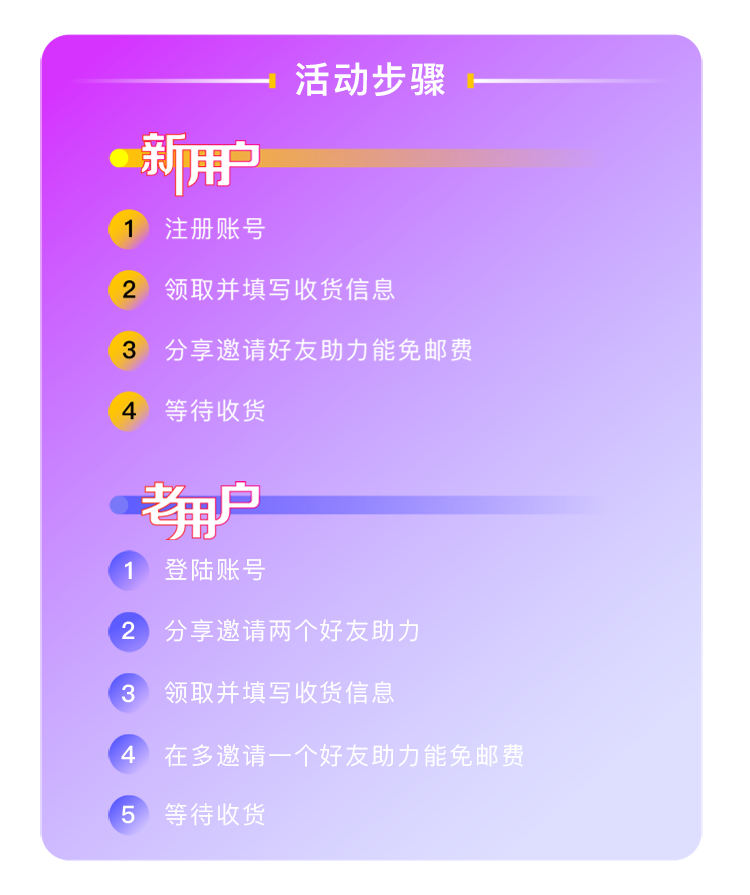 活动步骤
新用户
1 注册账号
2 领取并填写收货信息
3 分享邀请好友助力能免邮费
4 等待收货
老用户
1 登陆账号
2 分享邀请两个好友助力
3 领取并填写收货信息
4 在多邀请一个好友助力能免邮费
5 等待收货